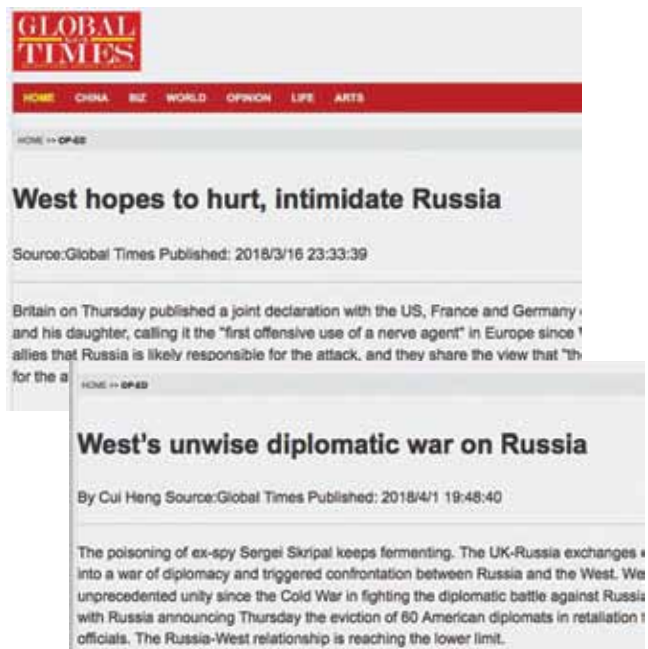 GLOBAL
TIMES
HOME CHINA BIZ WORLD OPINION LIFE ARTS
HOME >> OP-ED
West hopes to hurt, intimidate Russia
Source:Global Times Published: 2018/3/16 23:33:39
Britain on Thursday published a joint declaration with the US, France and Germany
and his daughter, calling it the "first offensive use of a nerve agent" in Europe since
allies that Russia is likely responsible for the attack, and they share the view that
for the a
HOME >> OP-ED
West's unwise diplomatic war on Russia
By Cui Heng Source:Global Times Published: 2018/4/1 19:48:40
The poisoning of ex-spy Sergei Skripal keeps fermenting. The UK-Russia exchanges
into a war of diplomacy and triggered confrontation between Russia and the West. We
unprecedented unity since the Cold War in fighting the diplomatic battle against Russia
with Russia announcing Thursday the eviction of 60 American diplomats in retaliation
officials. The Russia-West relationship is reaching the lower limit.